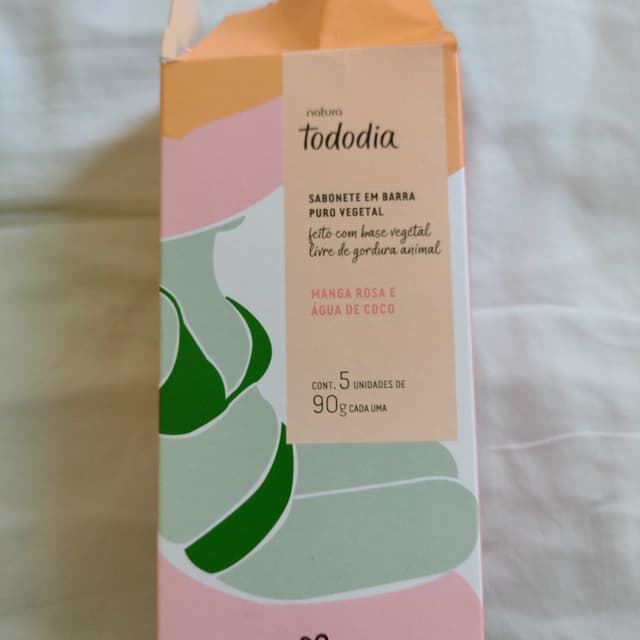 natura
tododia
SABONETE EM BARRA
PURO VEGETAL
feito com base vegetal
livre de gordura animal
MANGA ROSA E
ÁGUA DE COCO
CONT. 5 UNIDADES DE
90g CADA UMA